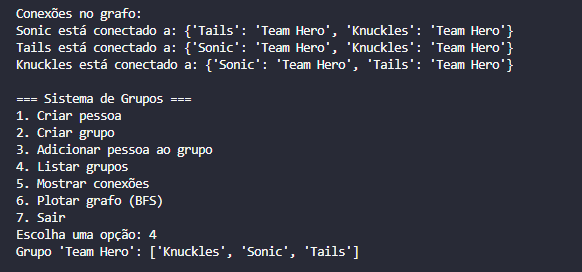 Conexões no grafo:
Sonic está conectado a: {'Tails': 'Team Hero', 'Knuckles': 'Team Hero'}
Tails está conectado a: {'Sonic': 'Team Hero', 'Knuckles': 'Team Hero'}
Knuckles está conectado a: {'Sonic': 'Team Hero', 'Tails': 'Team Hero'}

=== Sistema de Grupos ===
1. Criar pessoa
2. Criar grupo
3. Adicionar pessoa ao grupo
4. Listar grupos
5. Mostrar conexões
6. Plotar grafo (BFS)
7. Sair
Escolha uma opção: 4
Grupo 'Team Hero': ['Knuckles', 'Sonic', 'Tails']